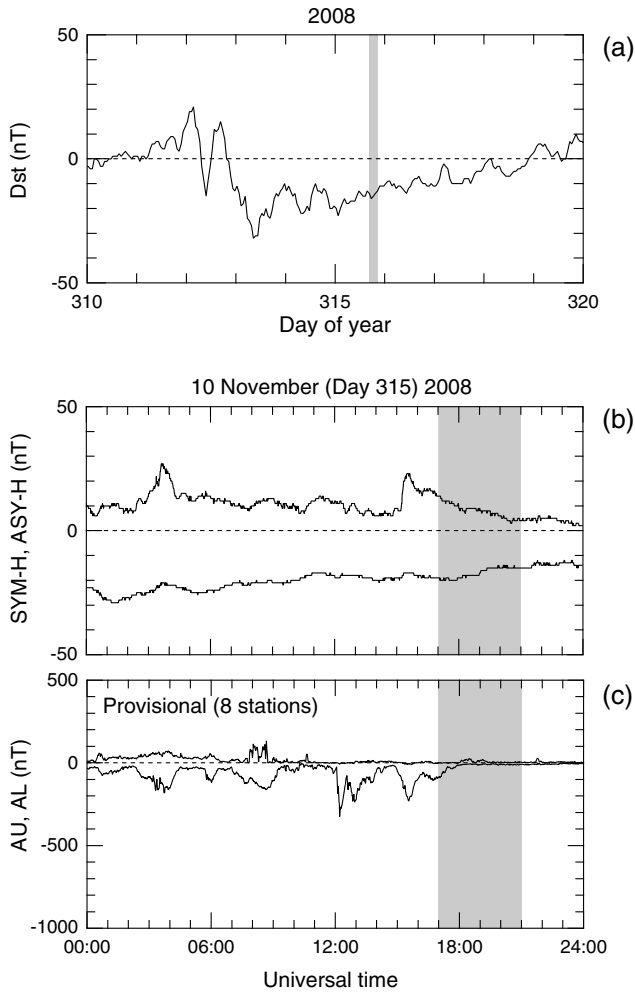 2008
(a)
50
0
-50
Dst (nT)
310
315
320
Day of year
10 November (Day 315) 2008
(b)
50
0
-50
SYM-H, ASY-H (nT)
(c)
Provisional (8 stations)
500
0
-500
-1000
AU, AL (nT)
00:00
06:00
12:00
18:00
24:00
Universal time